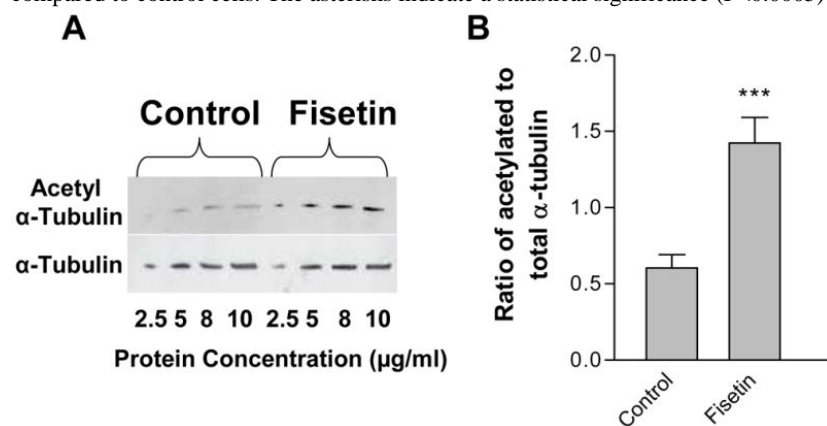 compared to control cells. The asterisks indicate a statistical significance (P<0.0005)
A
B
Control Fisetin
Acetyl
α-Tubulin
α-Tubulin
2.5 5 8 10 2.5 5 8 10
Protein Concentration (µg/ml)
Ratio of acetylated to
total α-tubulin
2.0
1.5
1.0
0.5
0.0
***
Control
Fisetin